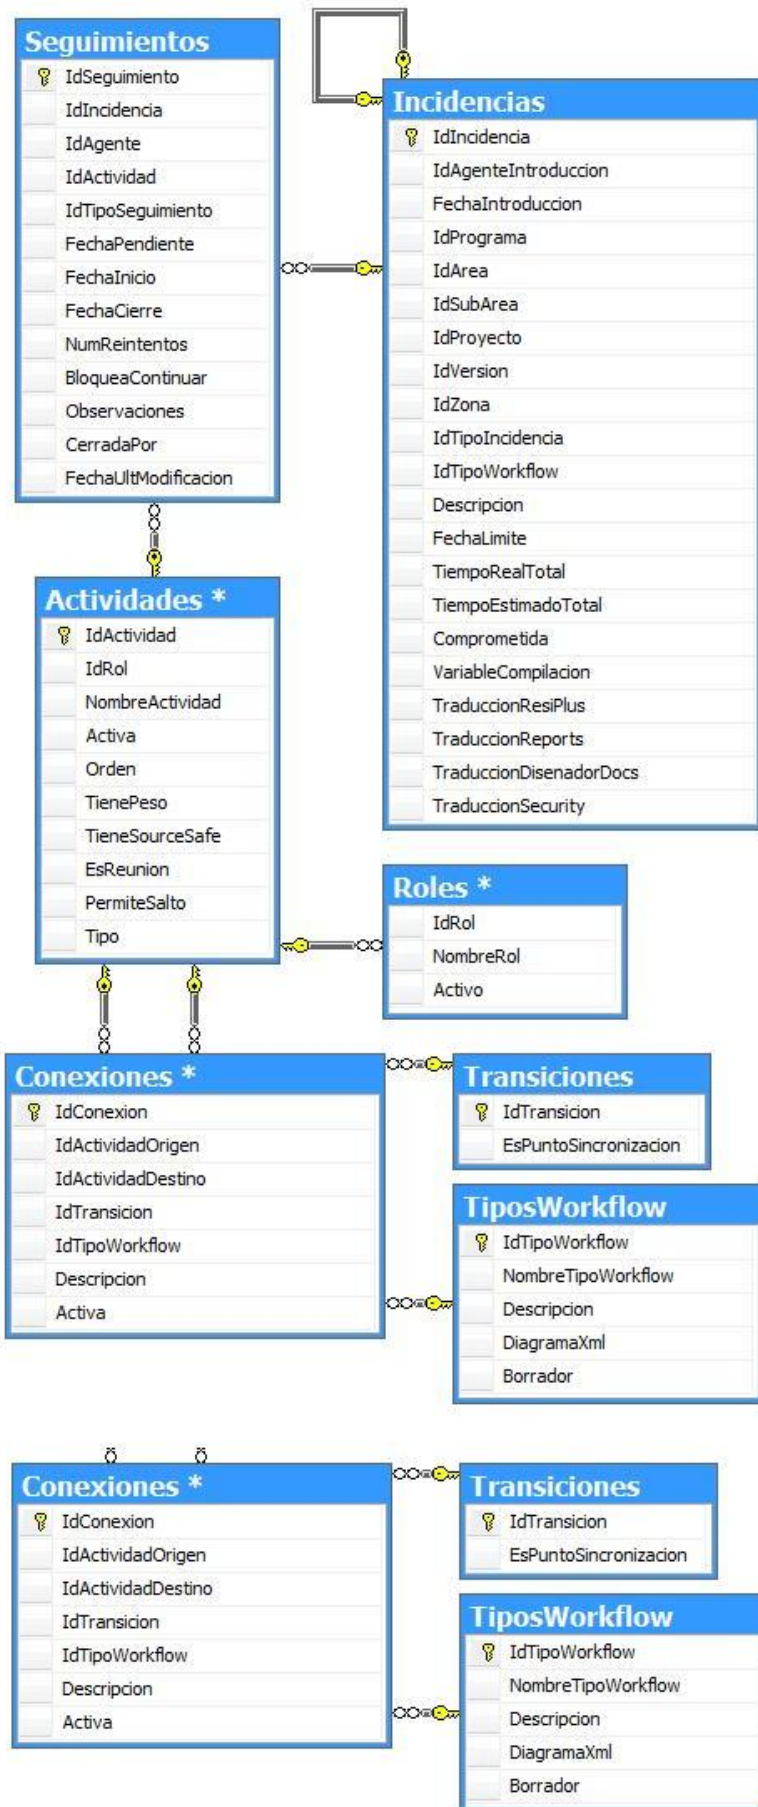 Seguimientos
IdSeguimiento
IdIncidencia
IdAgente
IdActividad
IdTipoSeguimiento
FechaPendiente
FechaInicio
FechaCierre
NumReintentos
BloqueaContinuar
Observaciones
CerradaPor
FechaUltModificacion
Incidencias
IdIncidencia
IdAgenteIntroduccion
FechaIntroduccion
IdPrograma
IdArea
IdSubArea
IdProyecto
IdVersion
IdZona
IdTipoIncidencia
IdTipoWorkflow
Descripcion
FechaLimite
TiempoRealTotal
TiempoEstimadoTotal
Comprometida
VariableCompilacion
TraduccionResiPlus
TraduccionReports
TraduccionDisenadorDocs
TraduccionSecurity
Actividades *
IdActividad
IdRol
NombreActividad
Activa
Orden
TienePeso
TieneSourceSafe
EsReunion
PermiteSalto
Tipo
Roles *
IdRol
NombreRol
Activo
Conexiones *
IdConexion
IdActividadOrigen
IdActividadDestino
IdTransicion
IdTipoWorkflow
Descripcion
Activa
Transiciones
IdTransicion
EsPuntoSincronizacion
TiposWorkflow
IdTipoWorkflow
NombreTipoWorkflow
Descripcion
DiagramaXml
Borrador
Conexiones *
IdConexion
IdActividadOrigen
IdActividadDestino
IdTransicion
IdTipoWorkflow
Descripcion
Activa
Transiciones
IdTransicion
EsPuntoSincronizacion
TiposWorkflow
IdTipoWorkflow
NombreTipoWorkflow
Descripcion
DiagramaXml
Borrador